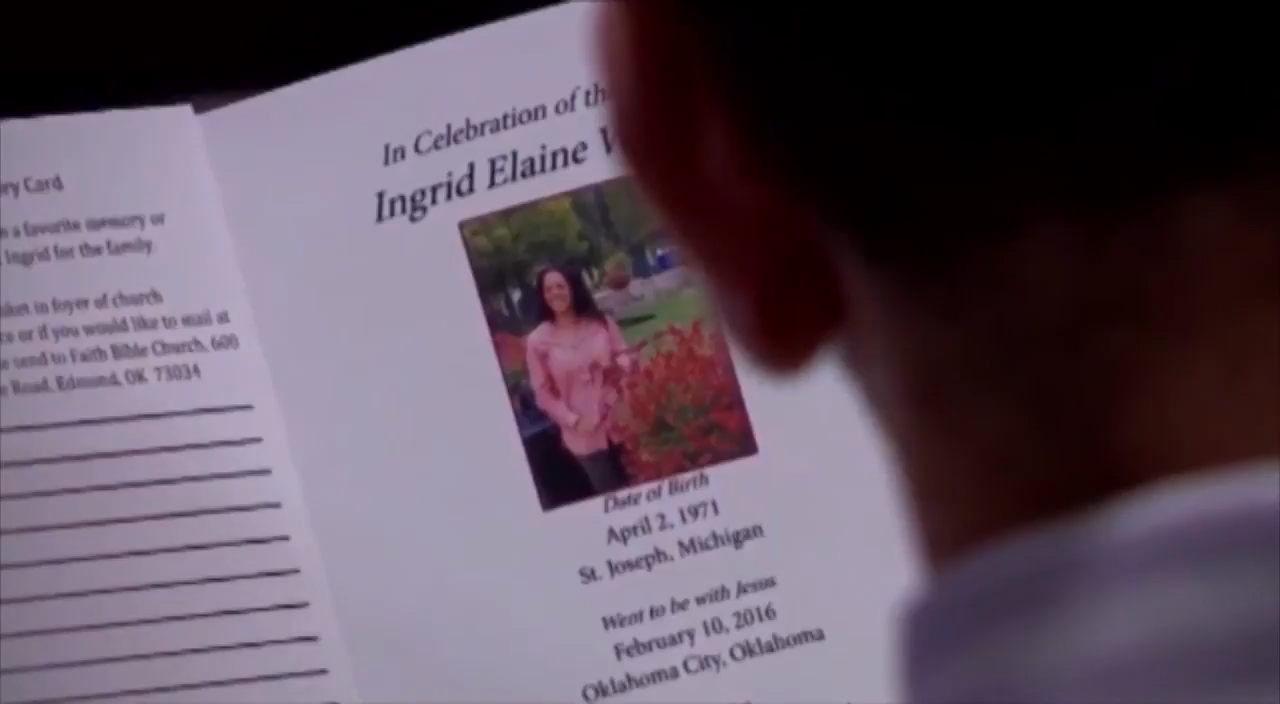 ry Card
a favorite memory or
Ingrid for the family.
in foyer of church
or if you would like to mail at
send to Faith Bible Church, 600
Road, Edmond, OK 73034
In Celebration of th
Ingrid Elaine
Date of Birth
April 2, 1971
St. Joseph, Michigan
Went to be with Jesus
February 10, 2016
Oklahoma City, Oklahoma